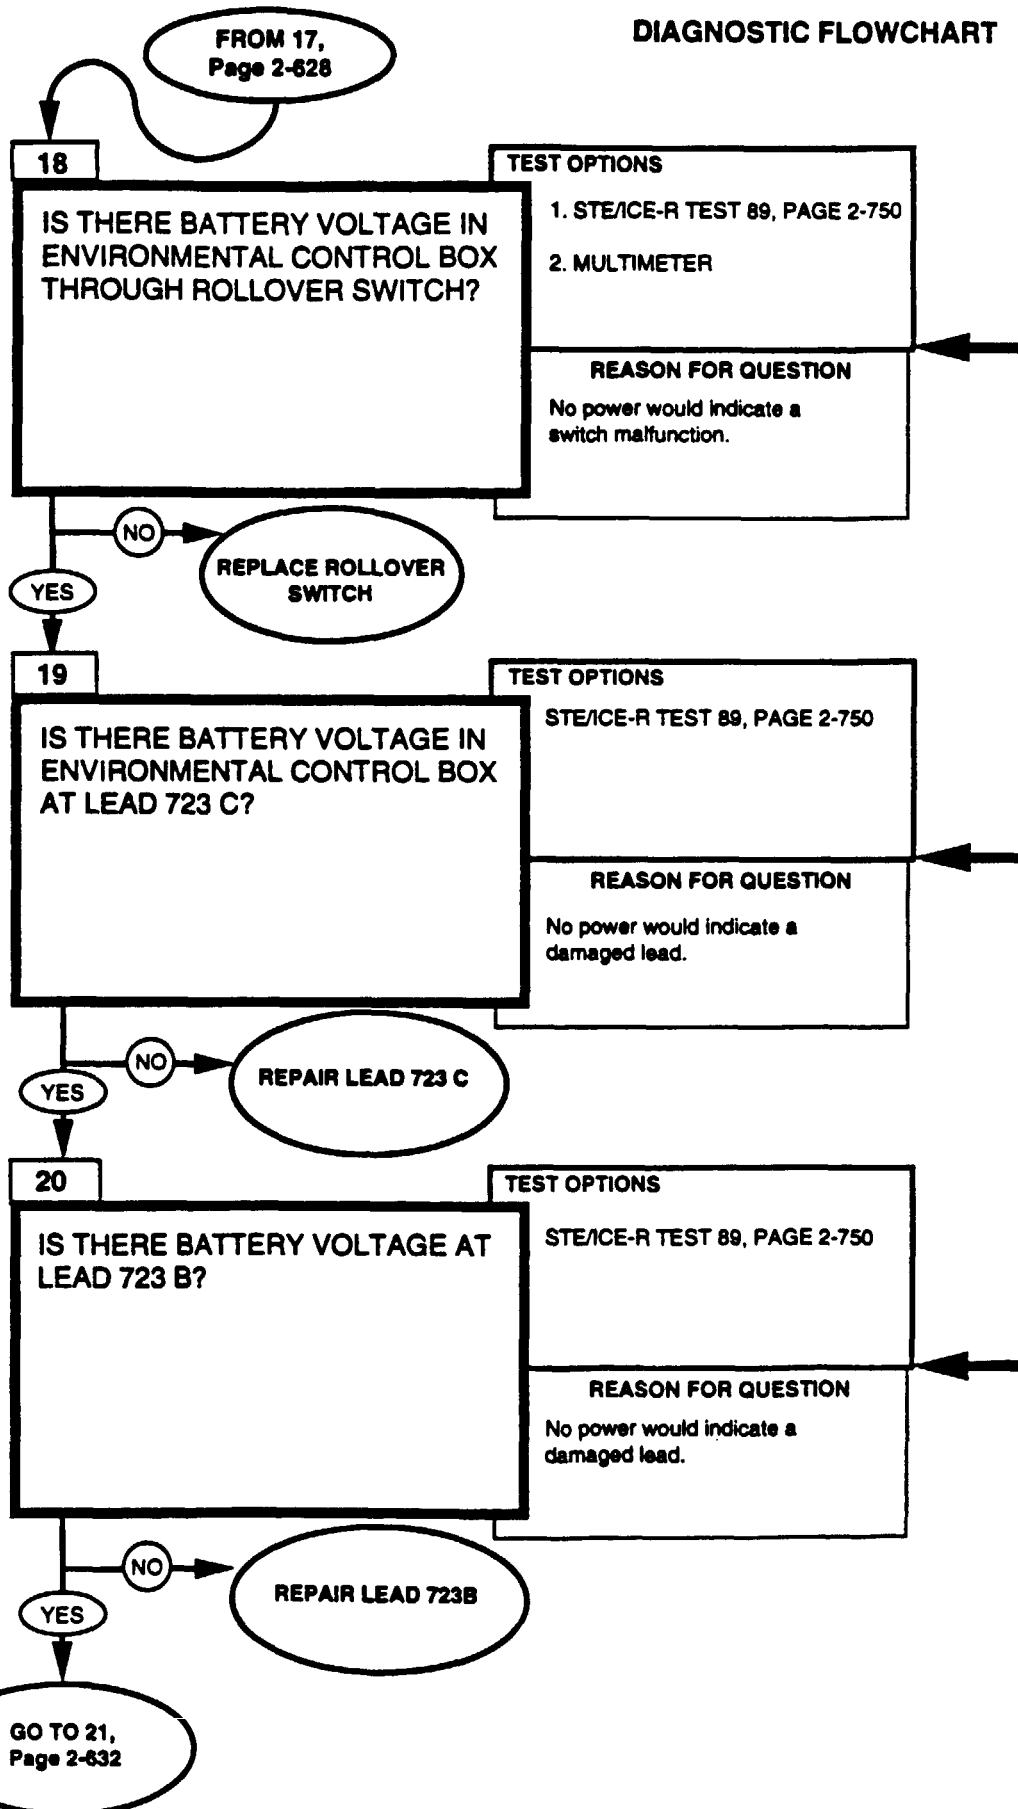 DIAGNOSTIC FLOWCHART
FROM 17,
Page 2-628
18
IS THERE BATTERY VOLTAGE IN
ENVIRONMENTAL CONTROL BOX
THROUGH ROLLOVER SWITCH?
TEST OPTIONS
1. STE/ICE-R TEST 89, PAGE 2-750
2. MULTIMETER
REASON FOR QUESTION
No power would indicate a
switch malfunction.
NO
REPLACE ROLLOVER
SWITCH
YES
19
IS THERE BATTERY VOLTAGE IN
ENVIRONMENTAL CONTROL BOX
AT LEAD 723 C?
TEST OPTIONS
STE/ICE-R TEST 89, PAGE 2-750
REASON FOR QUESTION
No power would indicate a
damaged lead.
NO
REPAIR LEAD 723 C
YES
20
IS THERE BATTERY VOLTAGE AT
LEAD 723 B?
TEST OPTIONS
STE/ICE-R TEST 89, PAGE 2-750
REASON FOR QUESTION
No power would indicate a
damaged lead.
NO
REPAIR LEAD 723B
YES
GO TO 21,
Page 2-632